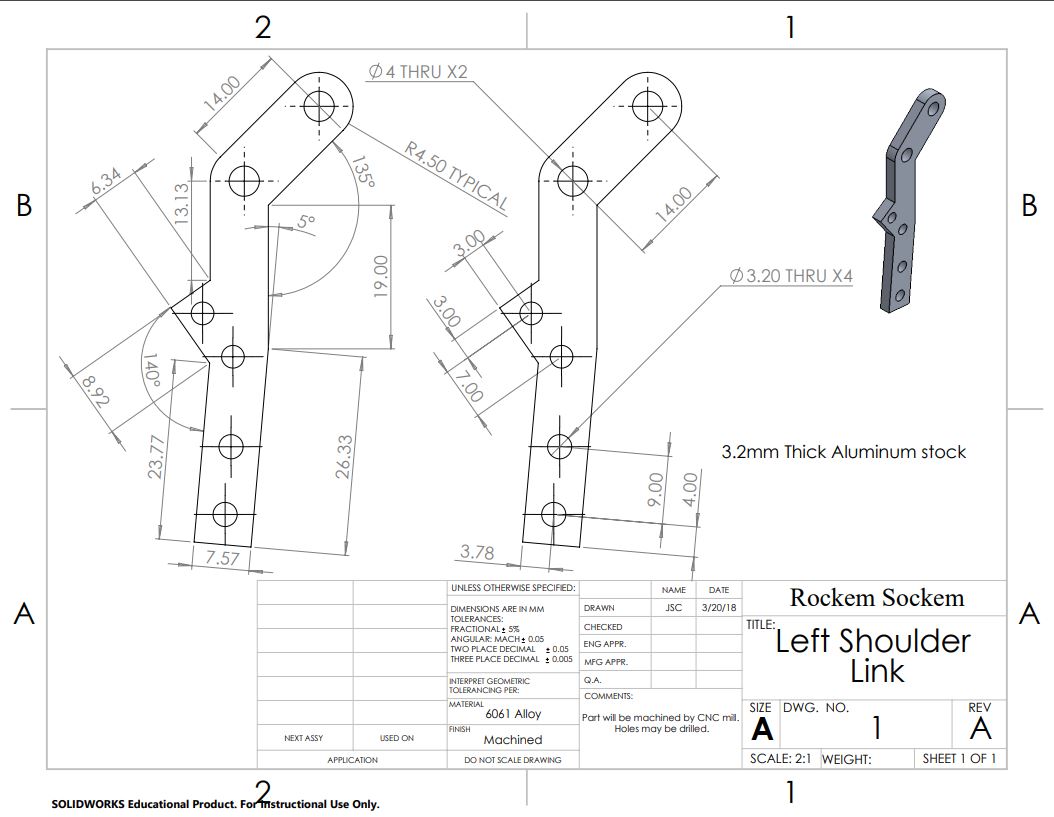 2
1
B
B
A
A
14.00
Ø4 THRU X2
R4.50 TYPICAL
135°
6.34
13.13
5°
19.00
140°
8.92
23.77
26.33
7.57
14.00
3.00
3.00
7.00
Ø3.20 THRU X4
9.00
4.00
3.78
3.2mm Thick Aluminum stock
UNLESS OTHERWISE SPECIFIED:
DIMENSIONS ARE IN MM
TOLERANCES:
FRACTIONAL± 5%
ANGULAR: MACH± 0.05
TWO PLACE DECIMAL ± 0.05
THREE PLACE DECIMAL ± 0.005
INTERPRET GEOMETRIC
TOLERANCING PER:
MATERIAL
6061 Alloy
FINISH
Machined
DO NOT SCALE DRAWING
NEXT ASSY
USED ON
APPLICATION
NAME
DATE
DRAWN
JSC
3/20/18
CHECKED
ENG APPR.
MFG APPR.
Q.A.
COMMENTS:
Part will be machined by CNC mill.
Holes may be drilled.
Rockem Sockem
TITLE:
Left Shoulder
Link
SIZE
A
DWG. NO.
1
REV
A
SCALE: 2:1
WEIGHT:
SHEET 1 OF 1
2
1
SOLIDWORKS Educational Product. For Instructional Use Only.